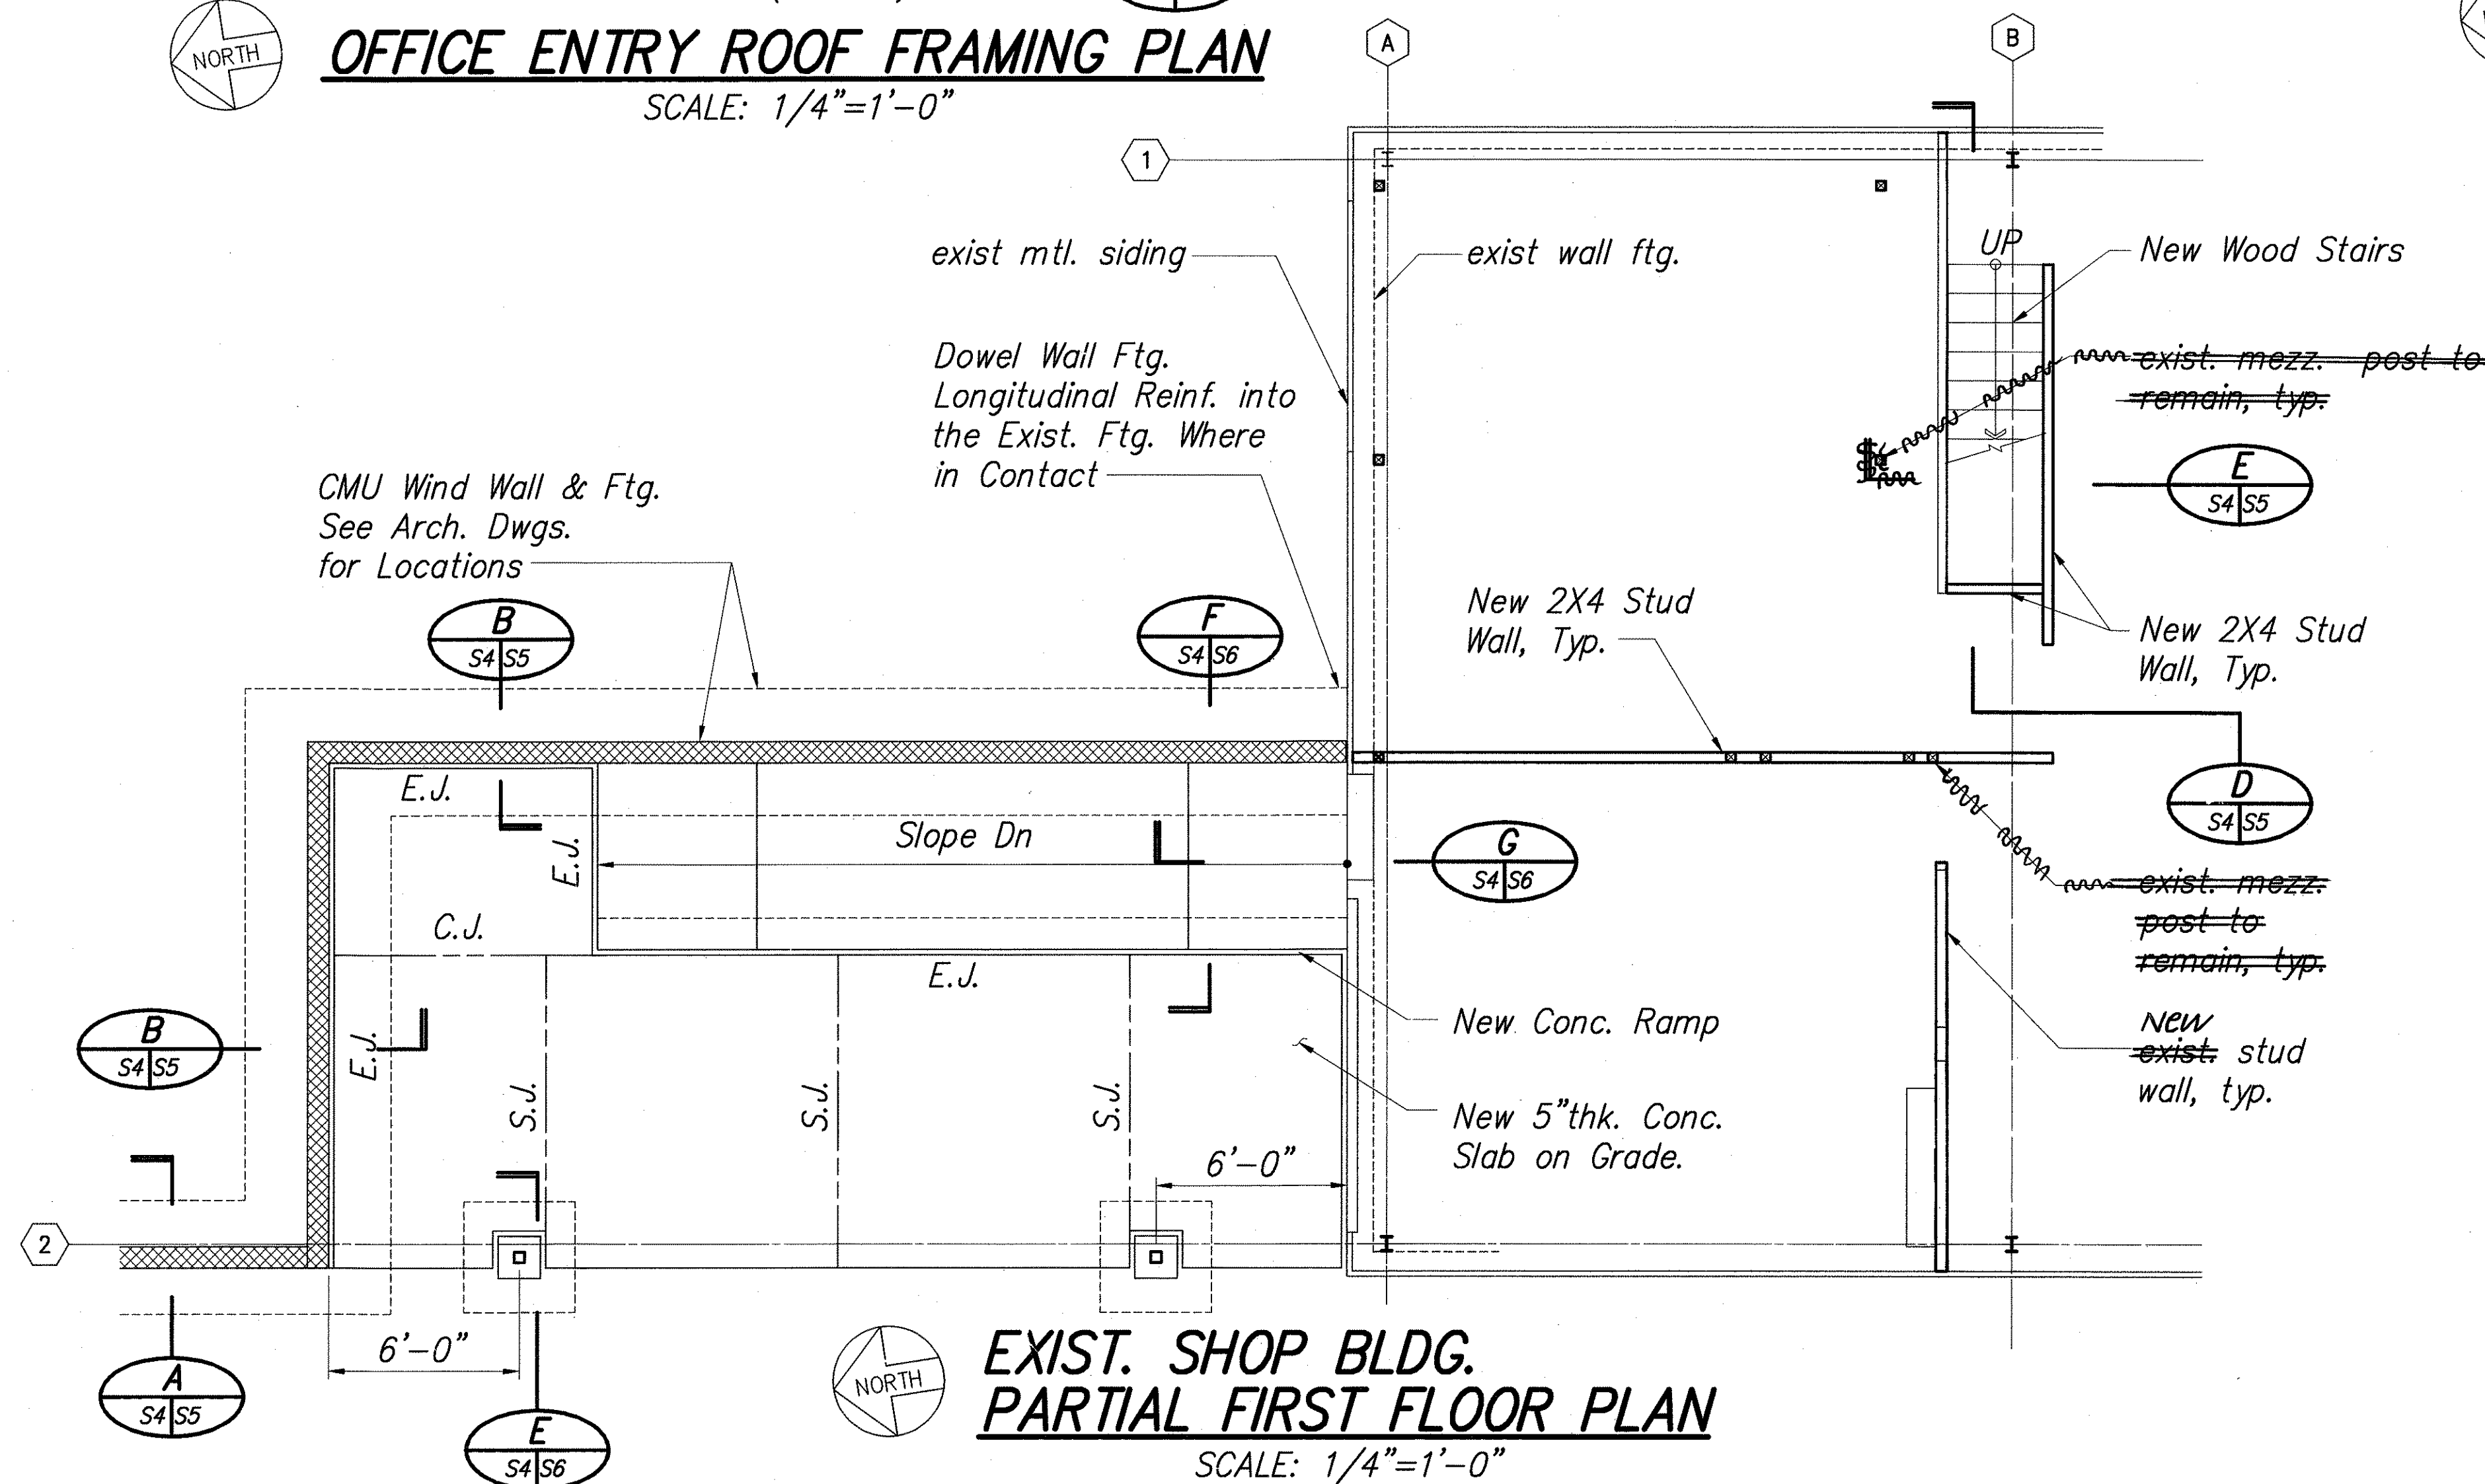 NORTH
OFFICE ENTRY ROOF FRAMING PLAN
SCALE: 1/4"=1'-0"
A
B
1
exist mtl. siding
exist wall ftg.
UP
New Wood Stairs
Dowel Wall Ftg.
Longitudinal Reinf. into
the Exist. Ftg. Where
in Contact
exist. mezz. post to
remain, typ.
E
S4 S5
CMU Wind Wall & Ftg.
See Arch. Dwgs.
for Locations
B
S4 S5
F
S4 S6
New 2X4 Stud
Wall, Typ.
New 2X4 Stud
Wall, Typ.
E.J.
E.J.
Slope Dn
G
S4 S6
D
S4 S5
exist. mezz.
post to
remain, typ.
C.J.
E.J.
B
S4 S5
E.J.
S.J.
S.J.
S.J.
New Conc. Ramp
New
exist. stud
wall, typ.
New 5"thk. Conc.
Slab on Grade.
6'-0"
2
6'-0"
A
S4 S5
E
S4 S6
NORTH
EXIST. SHOP BLDG.
PARTIAL FIRST FLOOR PLAN
SCALE: 1/4"=1'-0"